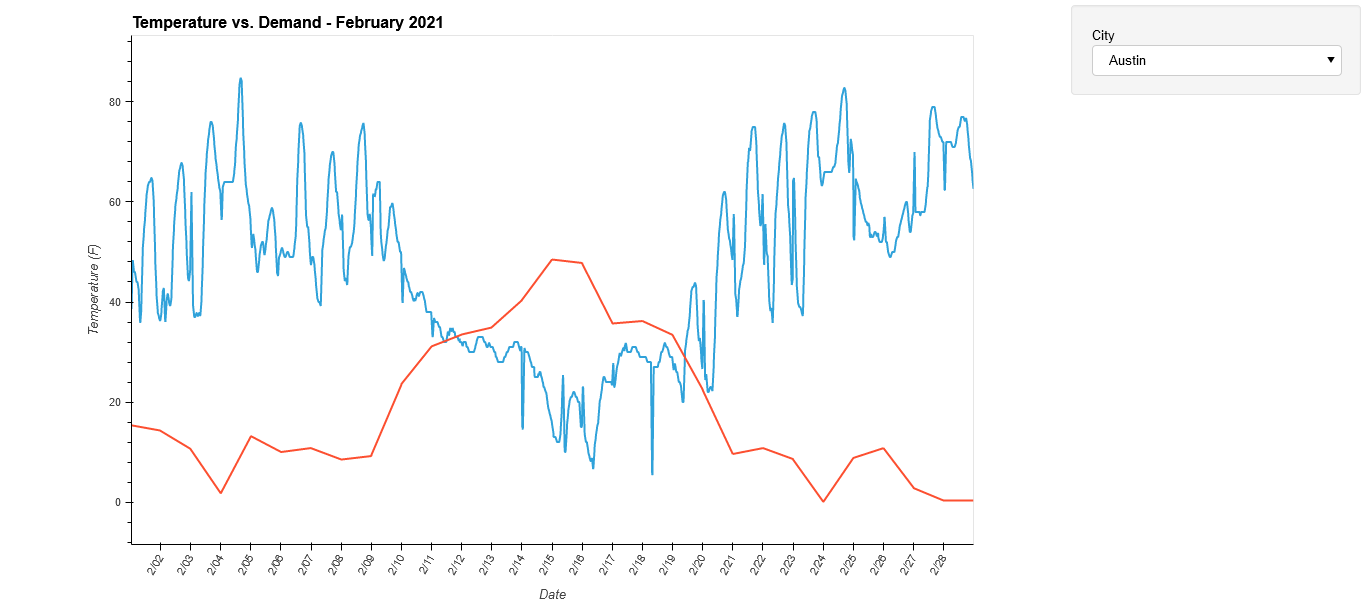 Temperature vs. Demand - February 2021
City
Austin
80
60
40
20
0
Temperature (F)
2/02 2/03 2/04 2/05 2/06 2/07 2/08 2/09 2/10 2/11 2/12 2/13 2/14 2/15 2/16 2/17 2/18 2/19 2/20 2/21 2/22 2/23 2/24 2/25 2/26 2/27 2/28
Date